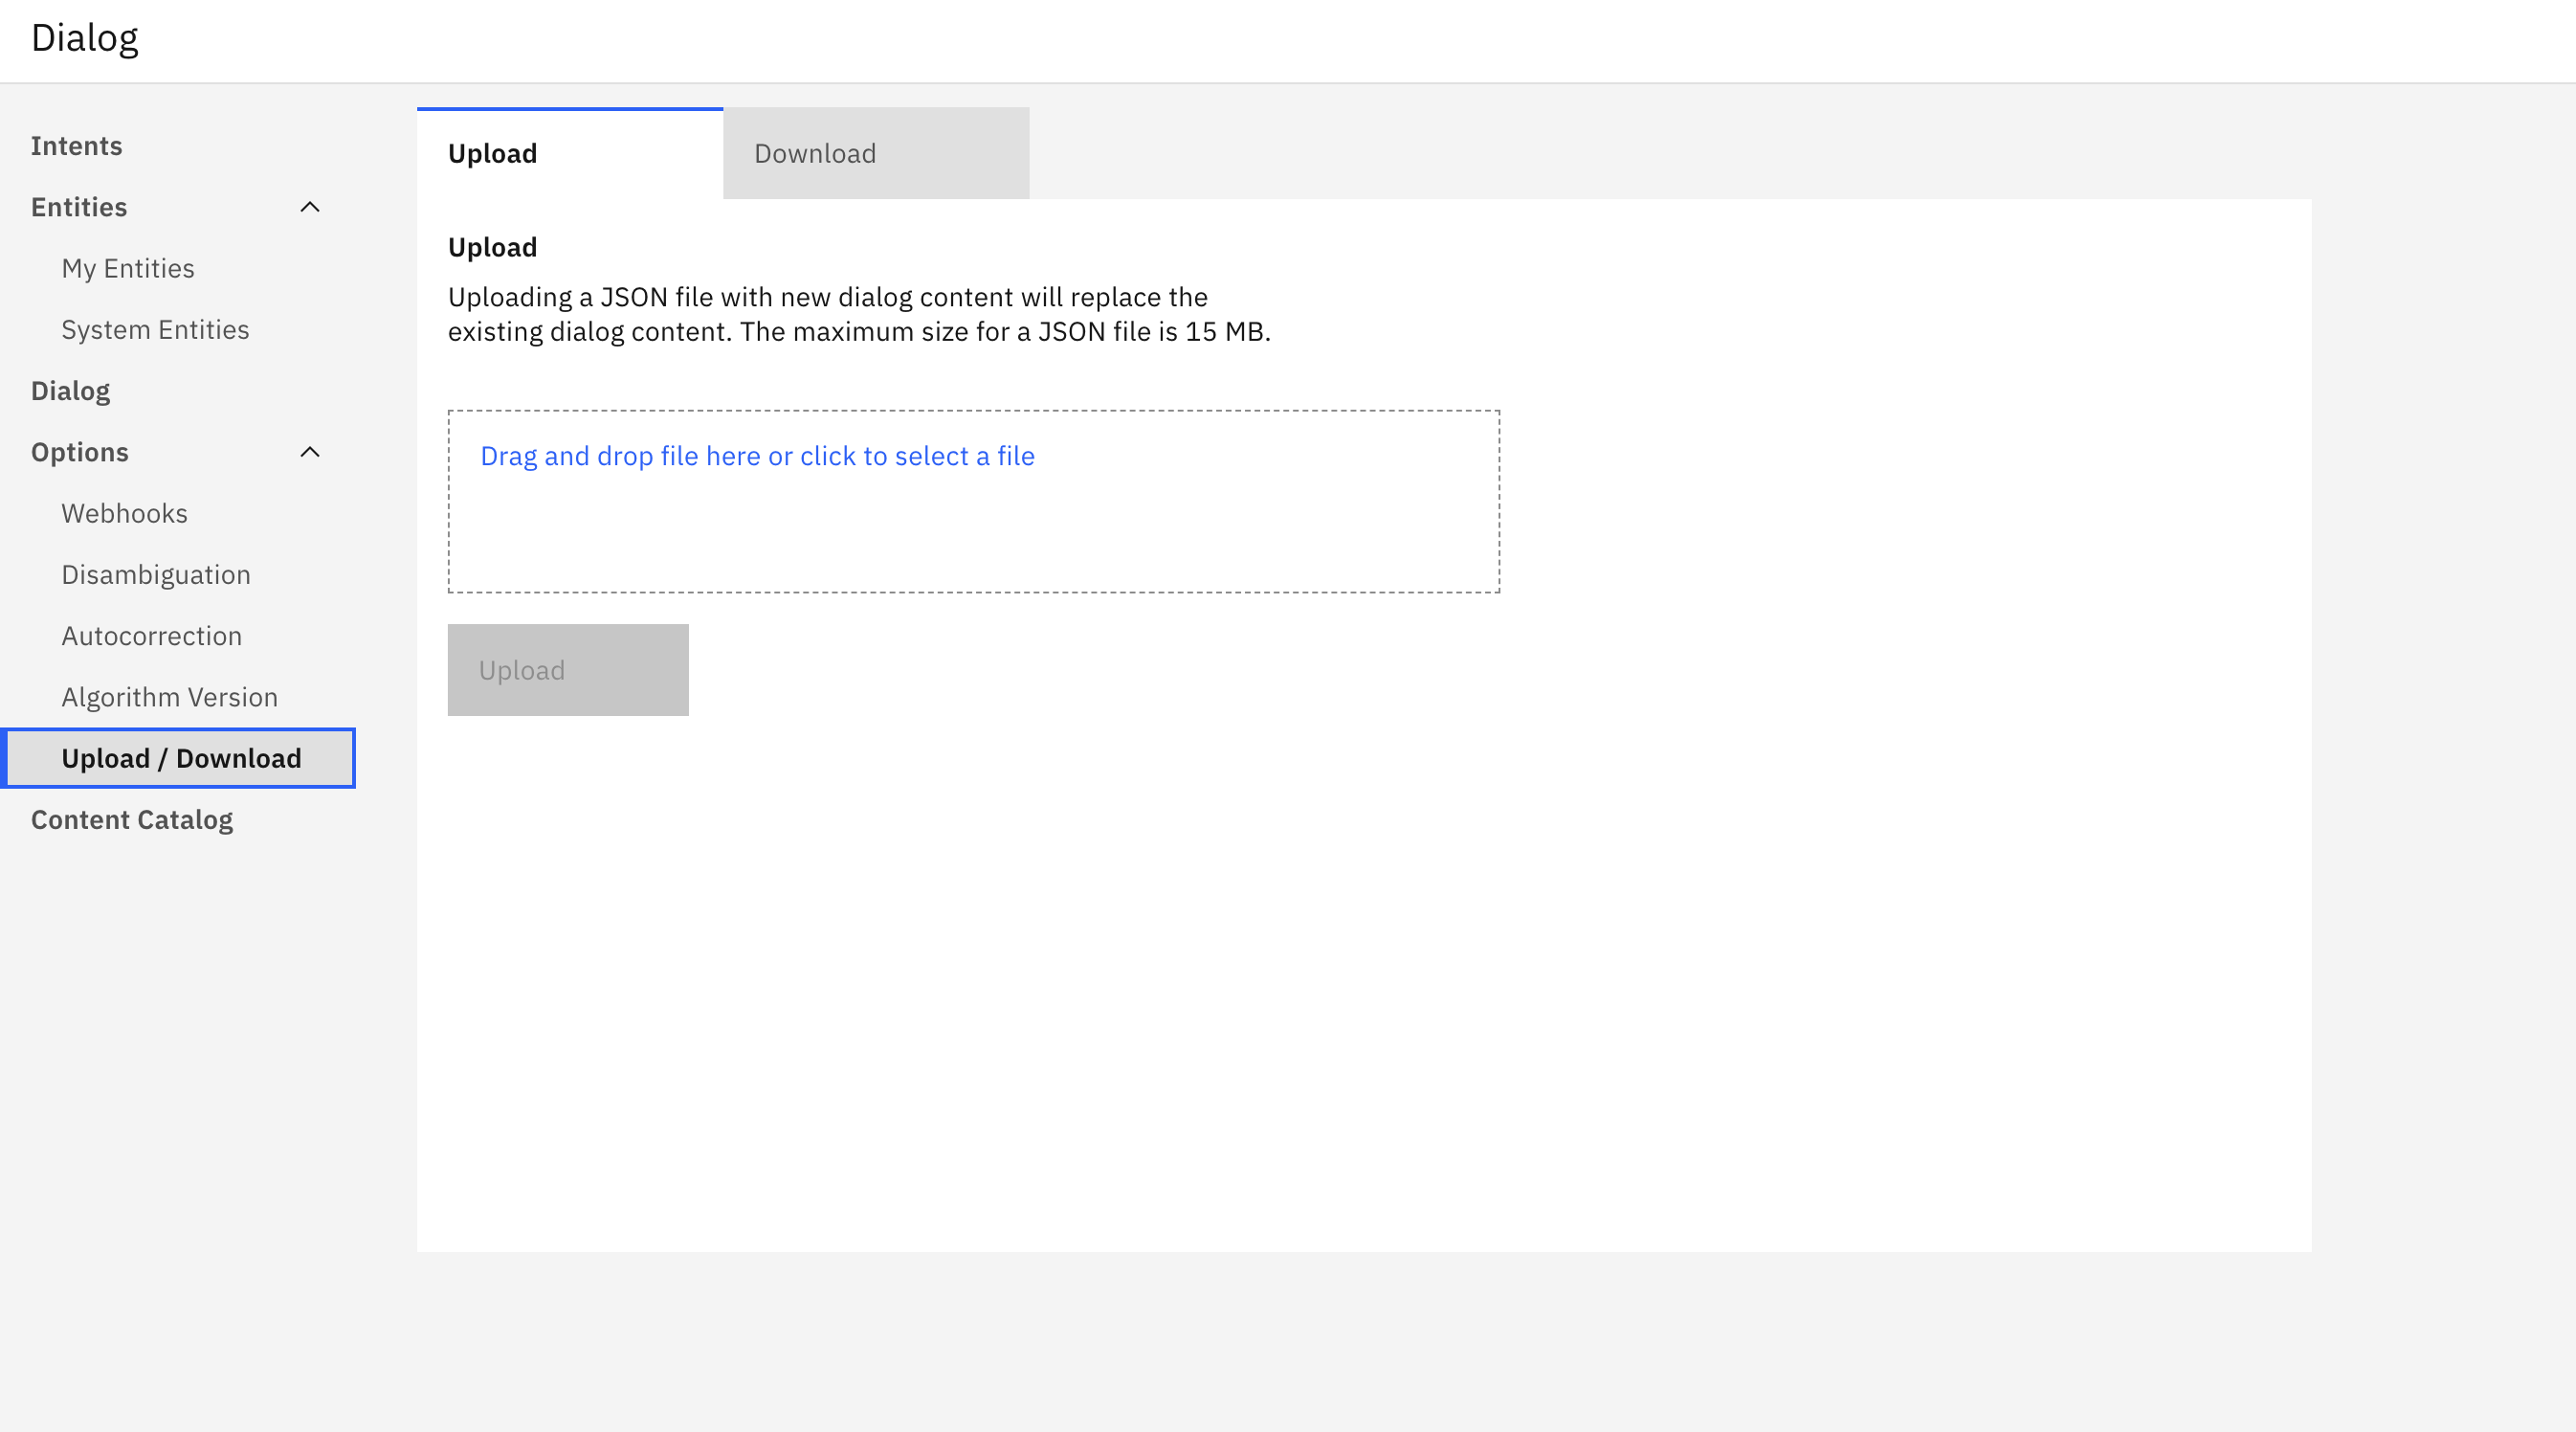 Dialog
Intents
Entities
My Entities
System Entities
Dialog
Options
Webhooks
Disambiguation
Autocorrection
Algorithm Version
Upload / Download
Content Catalog
Upload
Download
Upload
Uploading a JSON file with new dialog content will replace the
existing dialog content. The maximum size for a JSON file is 15 MB.
Drag and drop file here or click to select a file
Upload